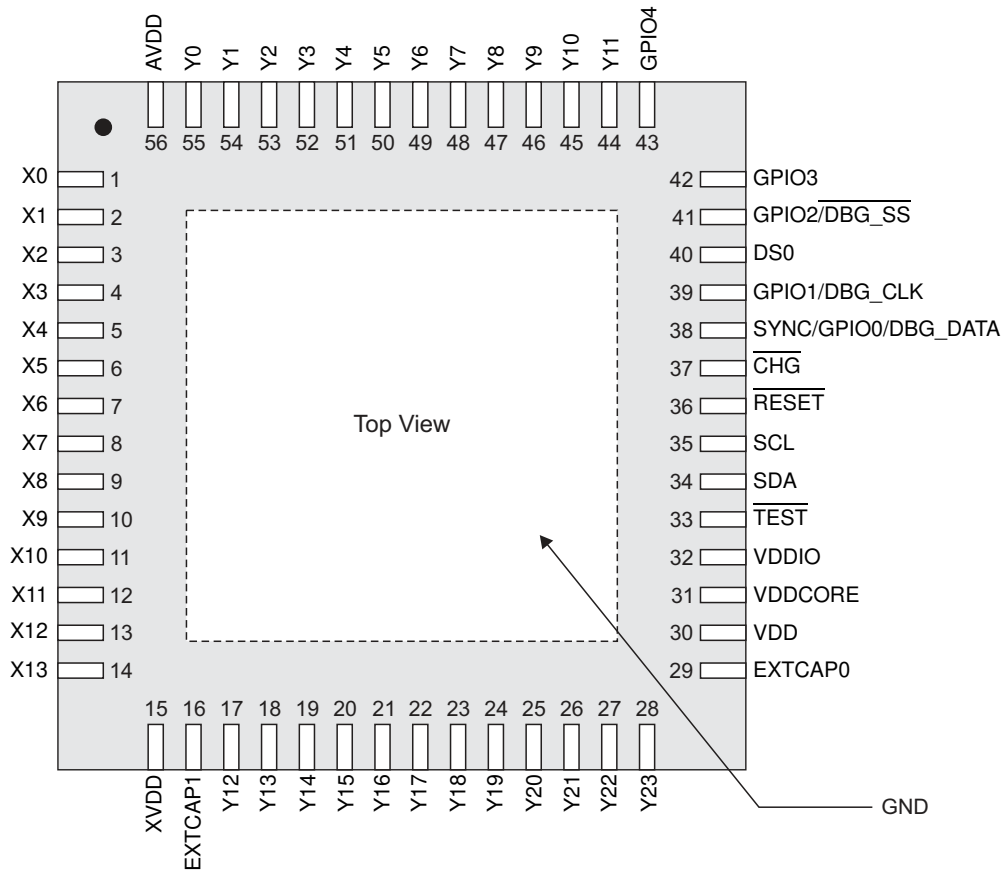 AVDD Y0 Y1 Y2 Y3 Y4 Y5 Y6 Y7 Y8 Y9 Y10 Y11 GPIO4
56 55 54 53 52 51 50 49 48 47 46 45 44 43
X0 1
X1 2
X2 3
X3 4
X4 5
X5 6
X6 7
X7 8
X8 9
X9 10
X10 11
X11 12
X12 13
X13 14
Top View
42 GPIO3
41 GPIO2/DBG_SS
40 DS0
39 GPIO1/DBG_CLK
38 SYNC/GPIO0/DBG_DATA
37 CHG
36 RESET
35 SCL
34 SDA
33 TEST
32 VDDIO
31 VDDCORE
30 VDD
29 EXTCAP0
15 16 17 18 19 20 21 22 23 24 25 26 27 28
XVDD EXTCAP1 Y12 Y13 Y14 Y15 Y16 Y17 Y18 Y19 Y20 Y21 Y22 Y23
GND